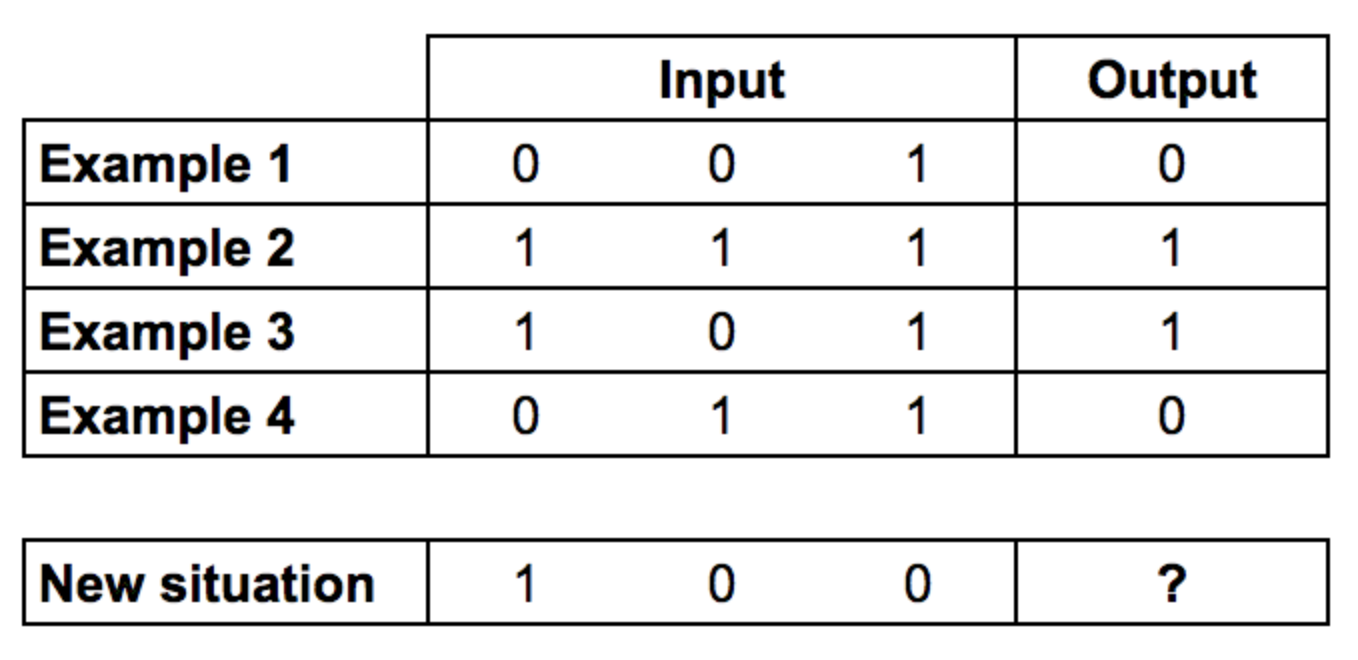 Input Output
Example 1 0 0 1 0
Example 2 1 1 1 1
Example 3 1 0 1 1
Example 4 0 1 1 0
New situation 1 0 0 ?